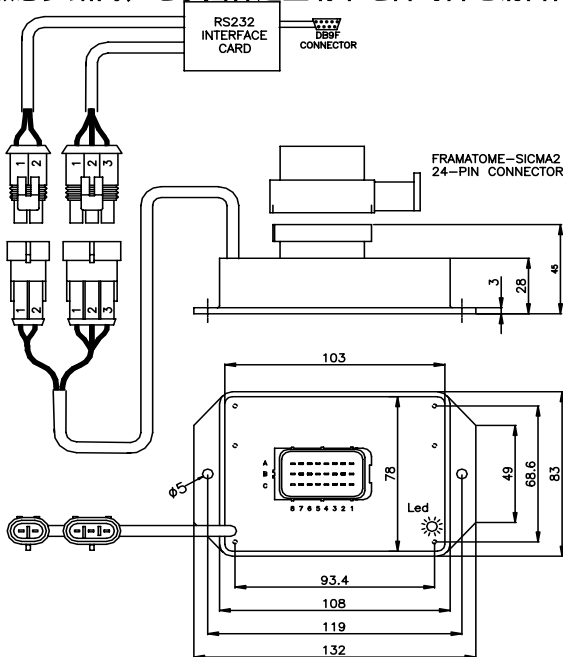 RS232
INTERFACE
CARD
DB9F
CONNECTOR
1 2
1 2 3
FRAMATOME-SICMA2
24-PIN CONNECTOR
1 2
1 2 3
3
28
45
103
A
B
C
8 7 6 5 4 3 2 1
78
49
68.6
83
ø5
Led
93.4
108
119
132